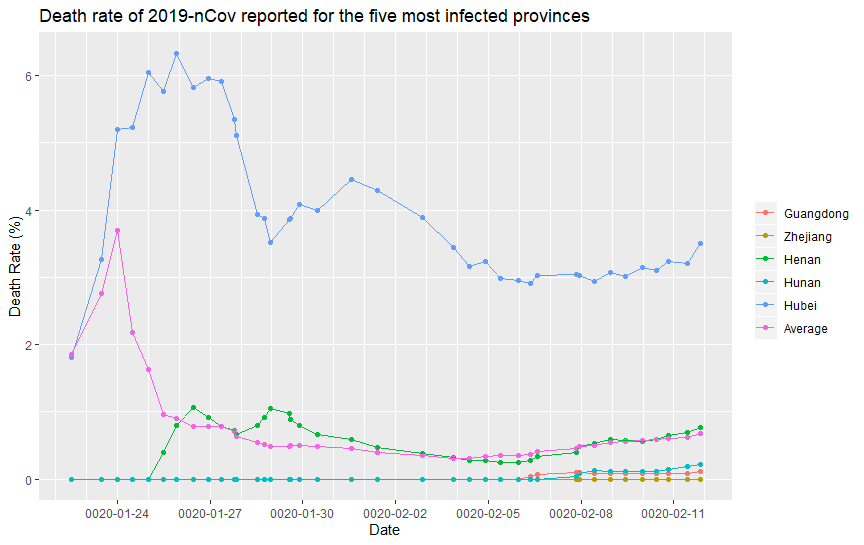 Death rate of 2019-nCov reported for the five most infected provinces
Death Rate (%)
6
4
2
0
0020-01-24 0020-01-27 0020-01-30 0020-02-02 0020-02-05 0020-02-08 0020-02-11
Date
Guangdong
Zhejiang
Henan
Hunan
Hubei
Average